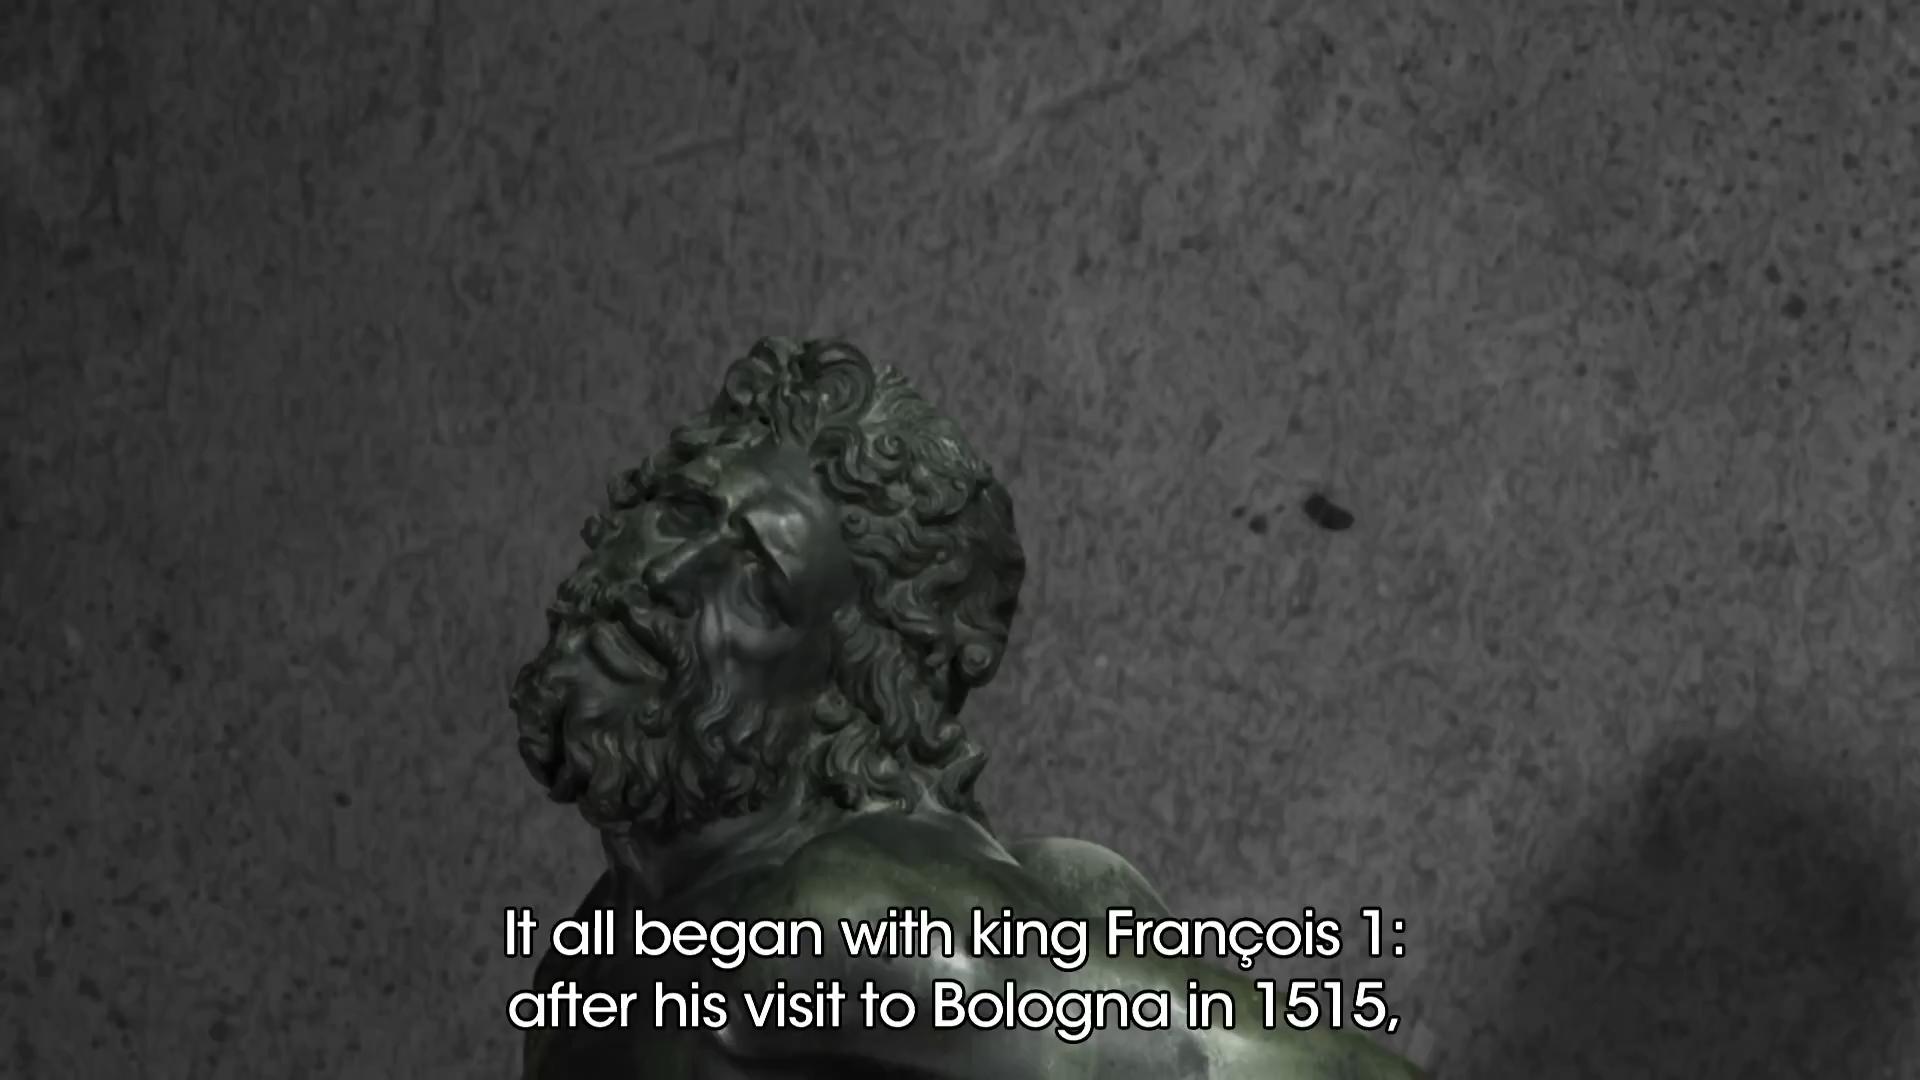 It all began with king François 1:
after his visit to Bologna in 1515,